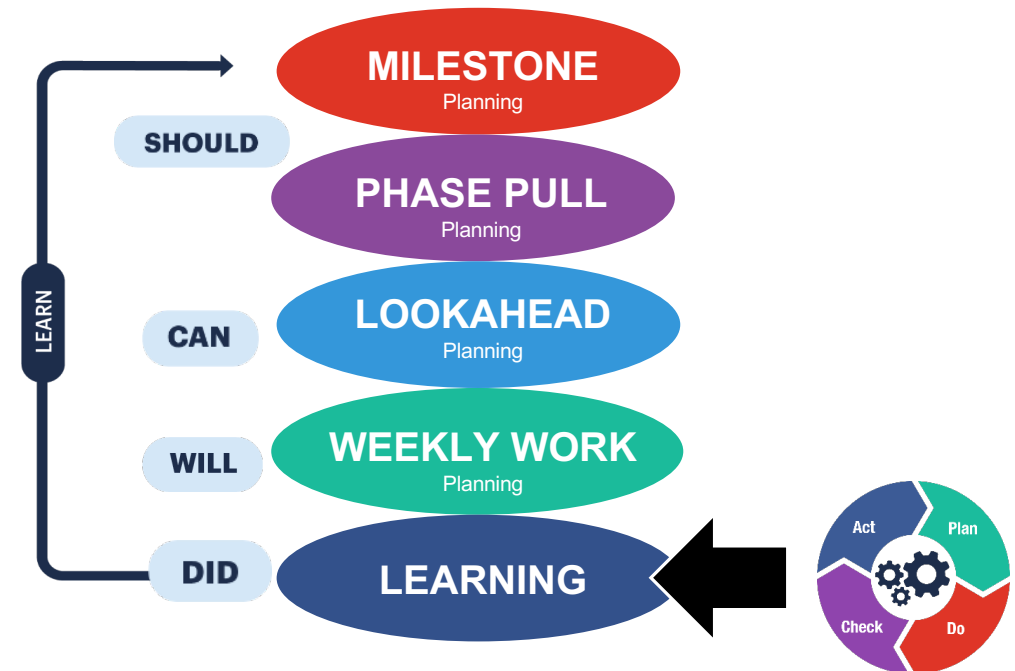 MILESTONE
Planning
SHOULD
PHASE PULL
Planning
LEARN
CAN
LOOKAHEAD
Planning
WILL
WEEKLY WORK
Planning
DID
LEARNING
Act
Plan
Check
Do